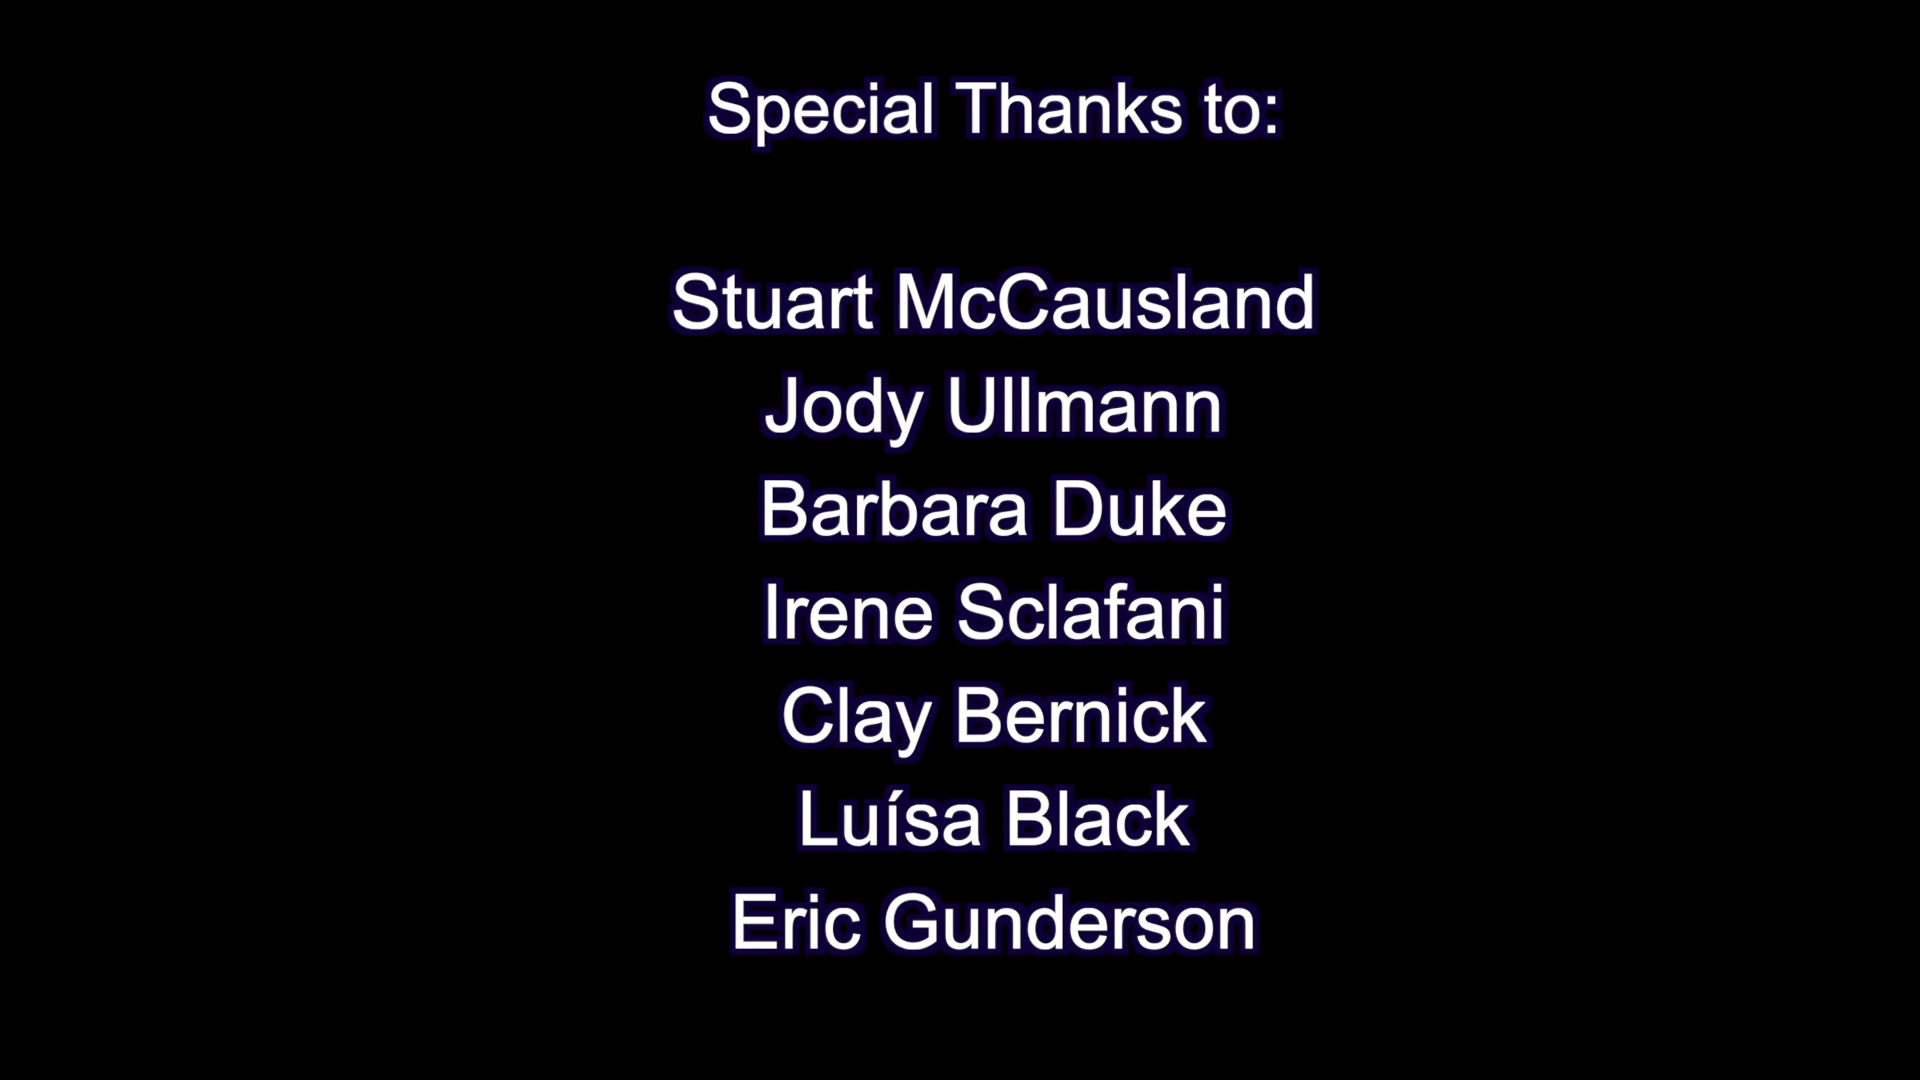 Special Thanks to:
Stuart McCausland
Jody Ullmann
Barbara Duke
Irene Sclafani
Clay Bernick
Luísa Black
Eric Gunderson